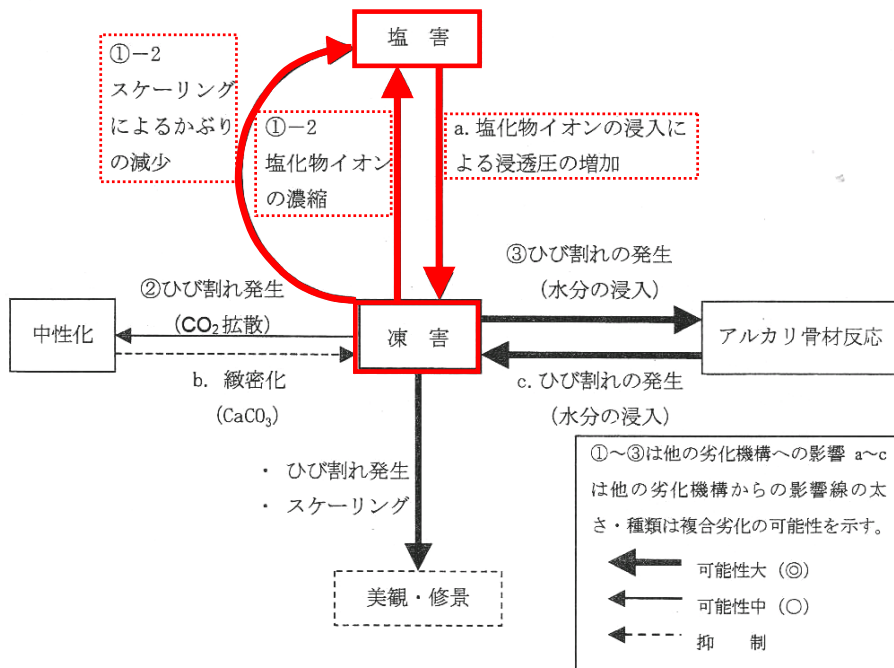 塩 害
①－2
スケーリング
によるかぶり
の減少
①－2
塩化物イオン
の濃縮
a.塩化物イオンの浸入に
よる浸透圧の増加
③ひび割れの発生
(水分の浸入)
②ひび割れ発生
(CO₂拡散)
中性化
凍 害
アルカリ骨材反応
b. 緻密化
(CaCO₃)
c.ひび割れの発生
(水分の浸入)
・ ひび割れ発生
・ スケーリング
美観・修景
①～③は他の劣化機構への影響 a～c
は他の劣化機構からの影響線の太
さ・種類は複合劣化の可能性を示す。
可能性大 (◎)
可能性中 (○)
抑 制